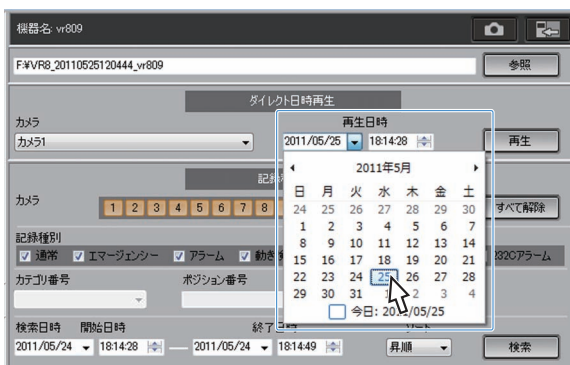 機器名: vr809
F:¥VR8_20110525120444_vr809
参照
ダイレクト日時再生
カメラ
再生日時
カメラ1
2011/05/25
18:14:28
再生
2011年5月
日 月 火 水 木 金 土
24 25 26 27 28 29 30
1 2 3 4 5 6 7
8 9 10 11 12 13 14
15 16 17 18 19 20 21
22 23 24 25 26 27 28
29 30 31 1 2 3 4
今日: 2011/05/25
カメラ
1 2 3 4 5 6 7 8
すべて解除
記録種別
通常 エマージェンシー アラーム
232Cアラーム
カテゴリ番号
ポジション番号
検索日時 開始日時
終了日時
2011/05/24 18:14:28 — 2011/05/24 18:14:49
昇順
検索